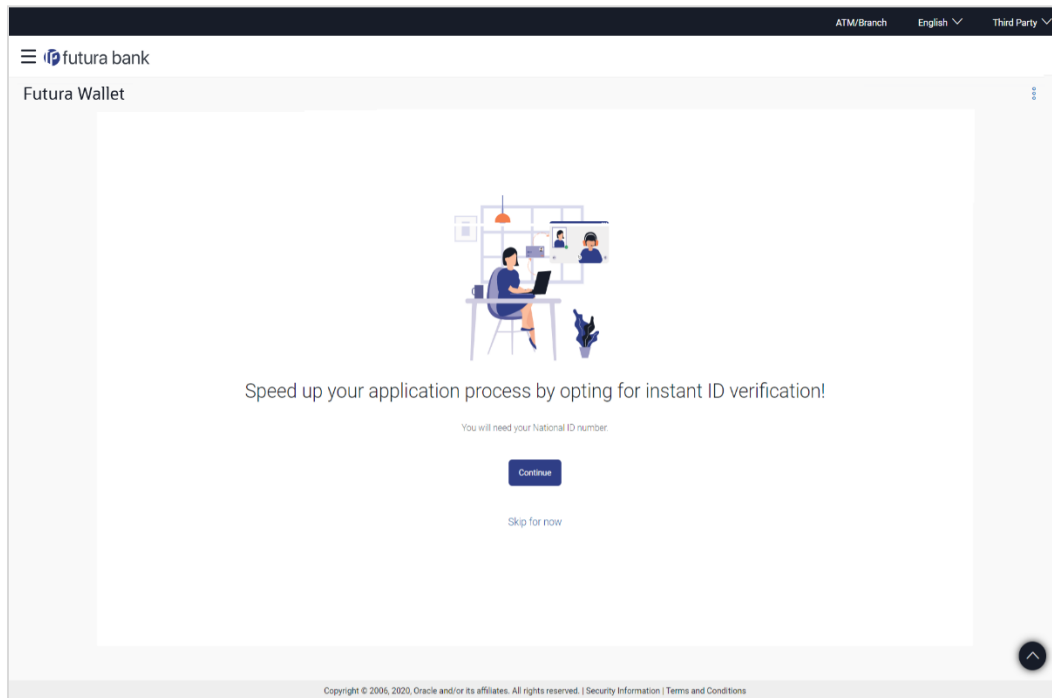 ATM/Branch English Third Party
futura bank
Futura Wallet
Speed up your application process by opting for instant ID verification!
You will need your National ID number.
Continue
Skip for now
Copyright © 2006, 2020, Oracle and/or its affiliates. All rights reserved. | Security Information | Terms and Conditions